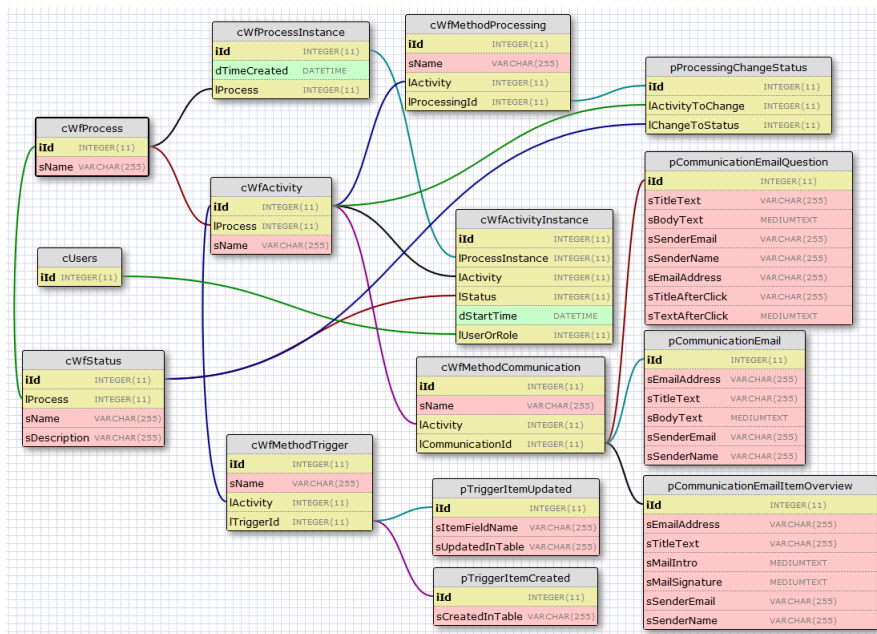 cWfProcessInstance
iId INTEGER(11)
dTimeCreated DATETIME
lProcess INTEGER(11)
cWfMethodProcessing
iId INTEGER(11)
sName VARCHAR(255)
lActivity INTEGER(11)
lProcessingId INTEGER(11)
pProcessingChangeStatus
iId INTEGER(11)
lActivityToChange INTEGER(11)
lChangeToStatus INTEGER(11)
cWfProcess
iId INTEGER(11)
sName VARCHAR(255)
cWfActivity
iId INTEGER(11)
lProcess INTEGER(11)
sName VARCHAR(255)
pCommunicationEmailQuestion
iId INTEGER(11)
sTitleText VARCHAR(255)
sBodyText MEDIUMTEXT
sSenderEmail VARCHAR(255)
sSenderName VARCHAR(255)
sEmailAddress VARCHAR(255)
sTitleAfterClick VARCHAR(255)
sTextAfterClick MEDIUMTEXT
cWfActivityInstance
iId INTEGER(11)
lProcessInstance INTEGER(11)
lActivity INTEGER(11)
lStatus INTEGER(11)
dStartTime DATETIME
lUserOrRole INTEGER(11)
cUsers
iId INTEGER(11)
cWfStatus
iId INTEGER(11)
lProcess INTEGER(11)
sName VARCHAR(255)
sDescription VARCHAR(255)
cWfMethodCommunication
iId INTEGER(11)
sName VARCHAR(255)
lActivity INTEGER(11)
lCommunicationId INTEGER(11)
pCommunicationEmail
iId INTEGER(11)
sEmailAddress VARCHAR(255)
sTitleText VARCHAR(255)
sBodyText MEDIUMTEXT
sSenderEmail VARCHAR(255)
sSenderName VARCHAR(255)
cWfMethodTrigger
iId INTEGER(11)
sName VARCHAR(255)
lActivity INTEGER(11)
lTriggerId INTEGER(11)
pTriggerItemUpdated
iId INTEGER(11)
sItemFieldName VARCHAR(255)
sUpdatedInTable VARCHAR(255)
pCommunicationEmailItemOverview
iId INTEGER(11)
sEmailAddress VARCHAR(255)
sTitleText VARCHAR(255)
sMailIntro MEDIUMTEXT
sMailSignature MEDIUMTEXT
sSenderEmail VARCHAR(255)
sSenderName VARCHAR(255)
pTriggerItemCreated
iId INTEGER(11)
sCreatedInTable VARCHAR(255)